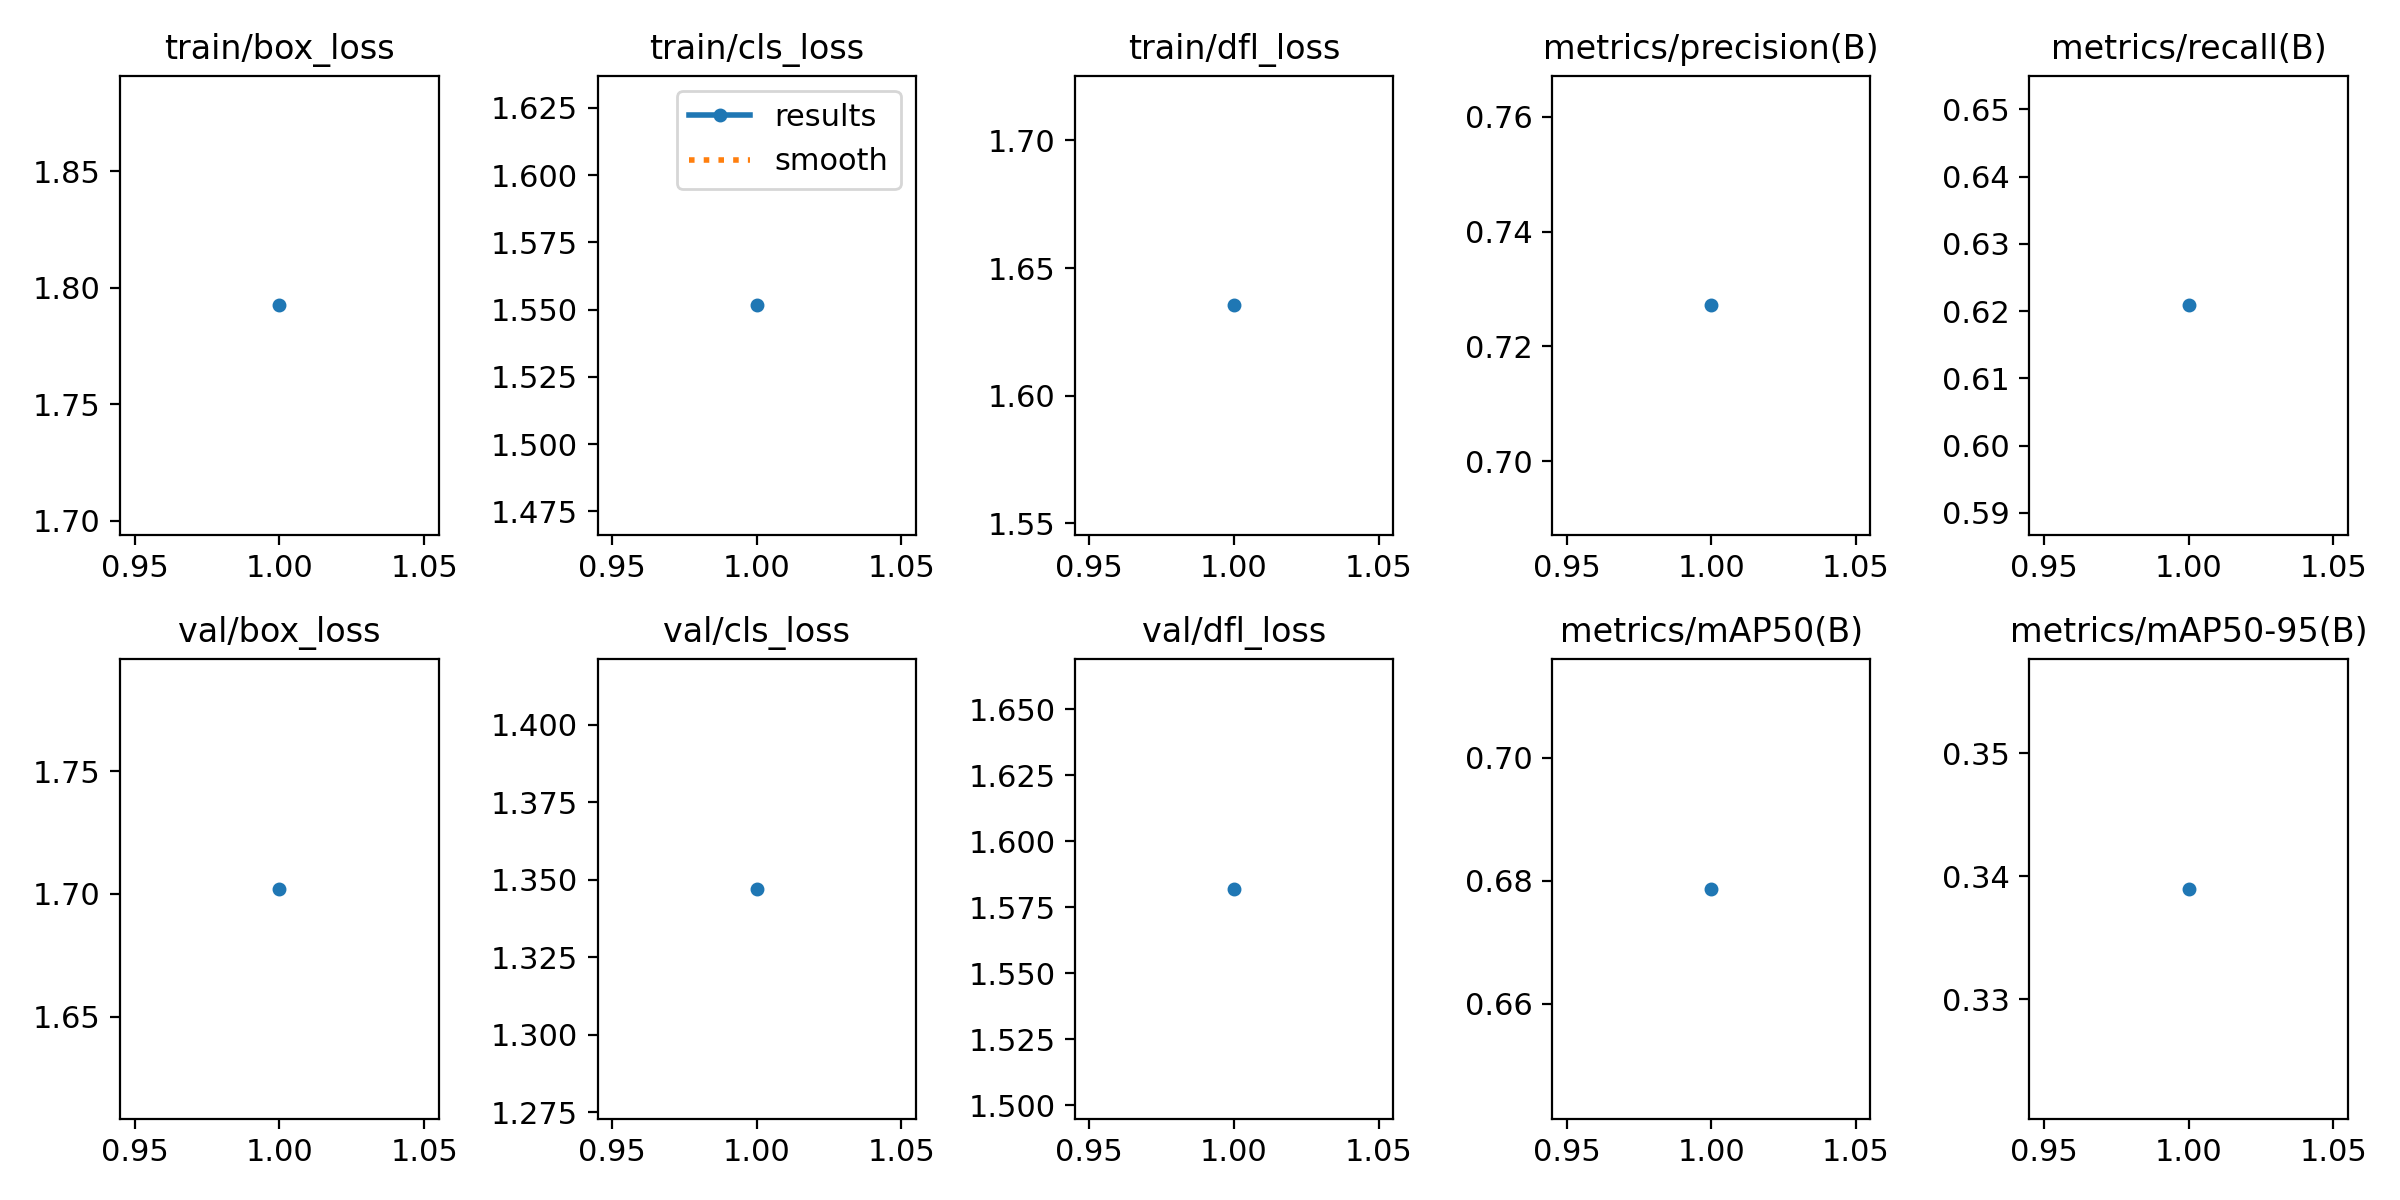 train/box_loss
1.85
1.80
1.75
1.70
0.95 1.00 1.05
train/cls_loss
results
smooth
1.625
1.600
1.575
1.550
1.525
1.500
1.475
0.95 1.00 1.05
train/dfl_loss
1.70
1.65
1.60
1.55
0.95 1.00 1.05
metrics/precision(B)
0.76
0.74
0.72
0.70
0.95 1.00 1.05
metrics/recall(B)
0.65
0.64
0.63
0.62
0.61
0.60
0.59
0.95 1.00 1.05
val/box_loss
1.75
1.70
1.65
0.95 1.00 1.05
val/cls_loss
1.400
1.375
1.350
1.325
1.300
1.275
0.95 1.00 1.05
val/dfl_loss
1.650
1.625
1.600
1.575
1.550
1.525
1.500
0.95 1.00 1.05
metrics/mAP50(B)
0.70
0.68
0.66
0.95 1.00 1.05
metrics/mAP50-95(B)
0.35
0.34
0.33
0.95 1.00 1.05